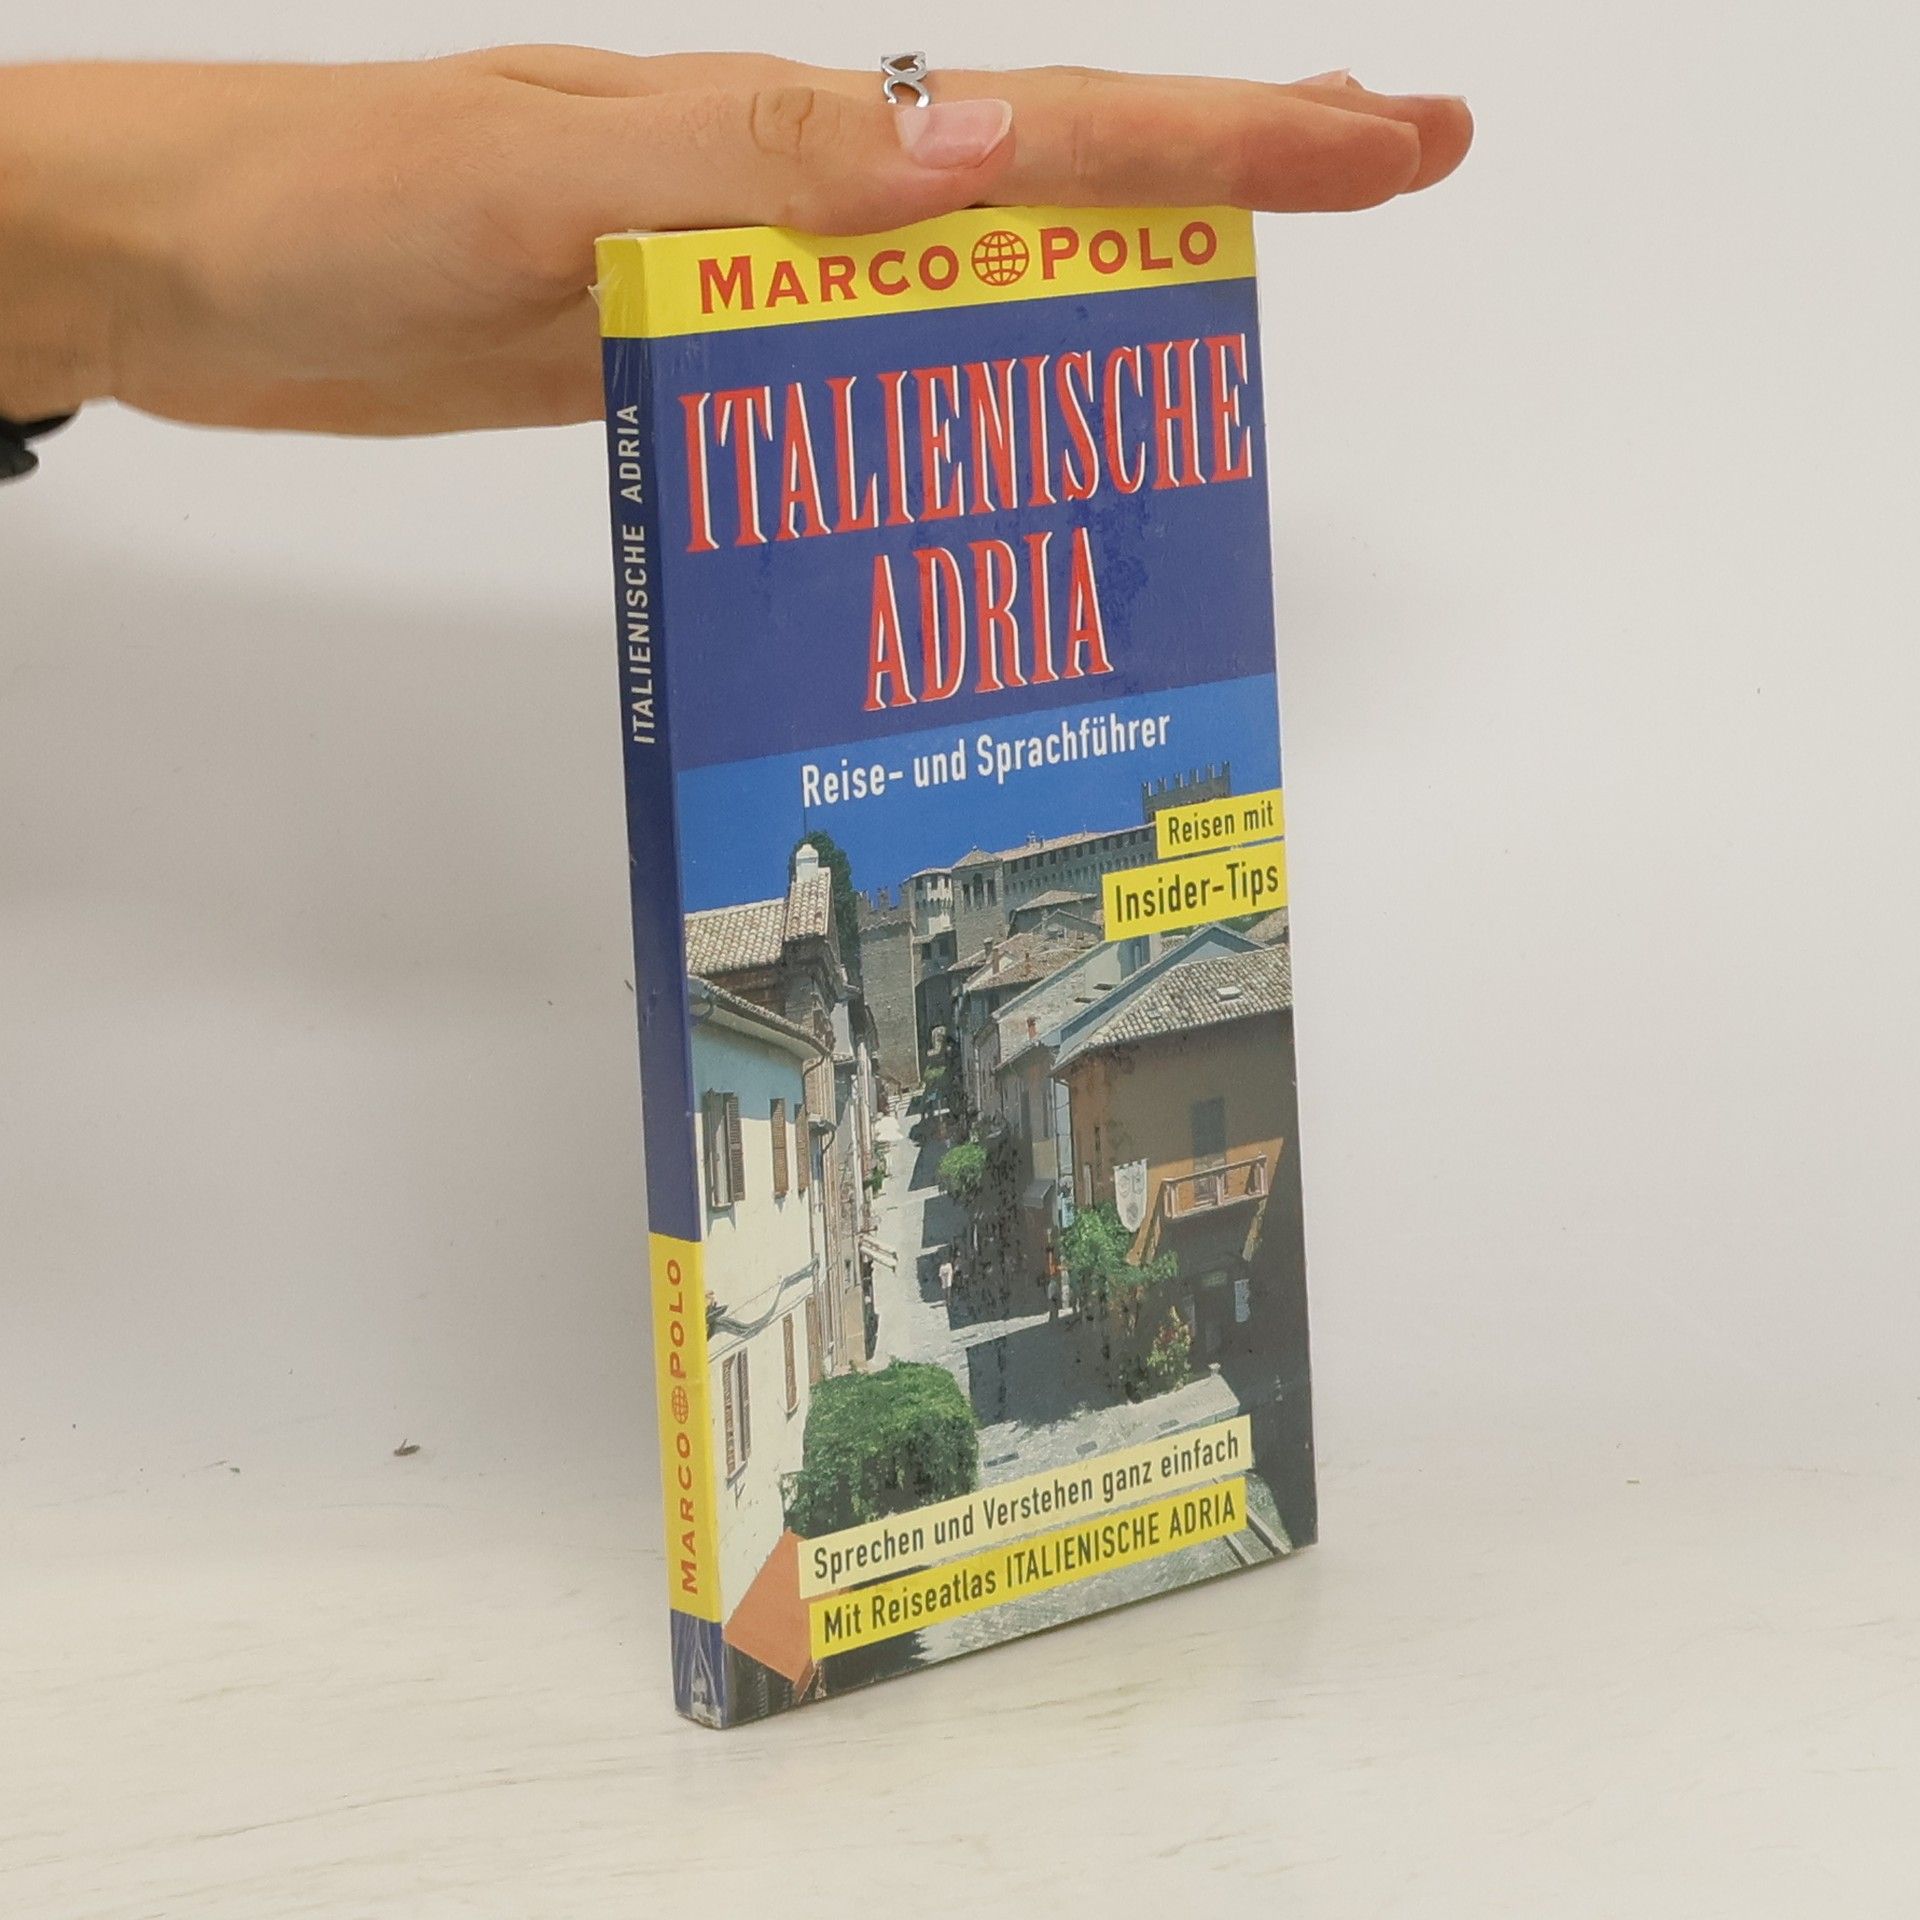 MARCO POLO
ITALIENISCHE
ADRIA
Reise- und Sprachführer
Reisen mit
Insider-Tips
Sprechen und Verstehen ganz einfach
Mit Reiseatlas ITALIENISCHE ADRIA
ITALIENISCHE ADRIA
MARCO POLO